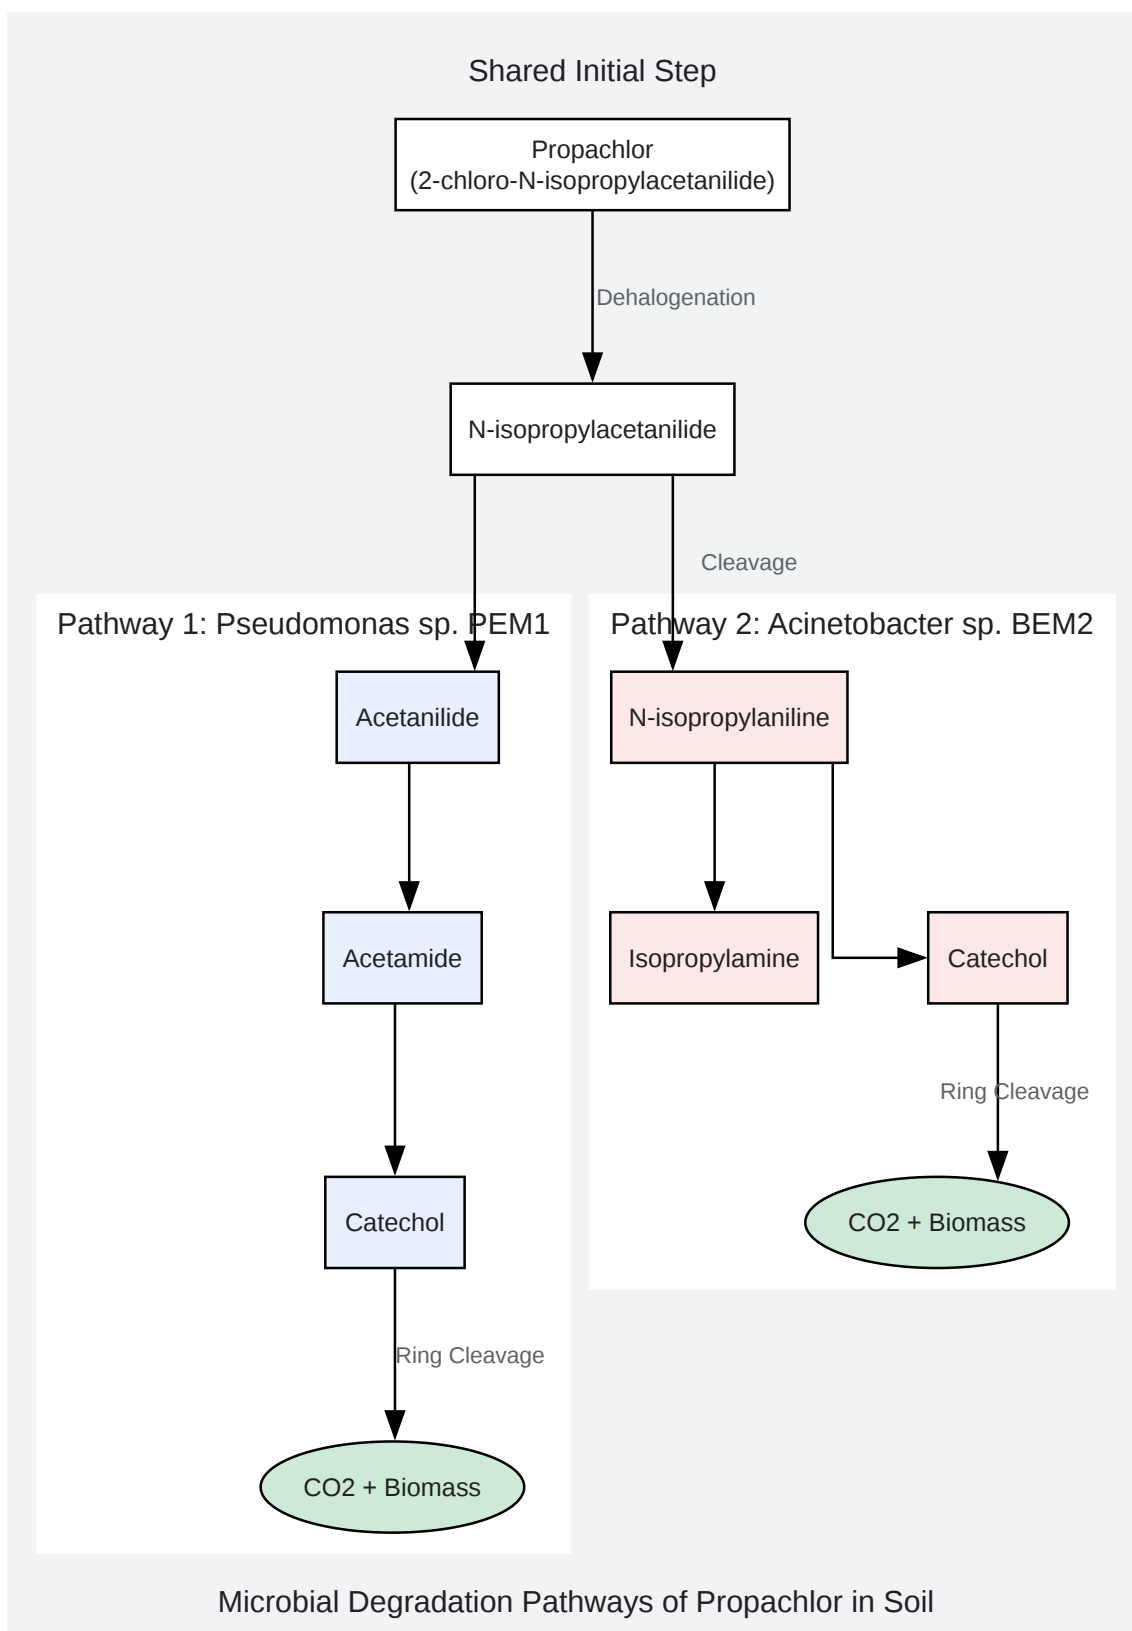 Shared Initial Step
Propachlor
(2-chloro-N-isopropylacetanilide)
Dehalogenation
N-isopropylacetanilide
Cleavage
Pathway 1: Pseudomonas sp. PEM1
Acetanilide
Acetamide
Catechol
Ring Cleavage
CO2 + Biomass
Pathway 2: Acinetobacter sp. BEM2
N-isopropylaniline
Isopropylamine
Catechol
Ring Cleavage
CO2 + Biomass
Microbial Degradation Pathways of Propachlor in Soil